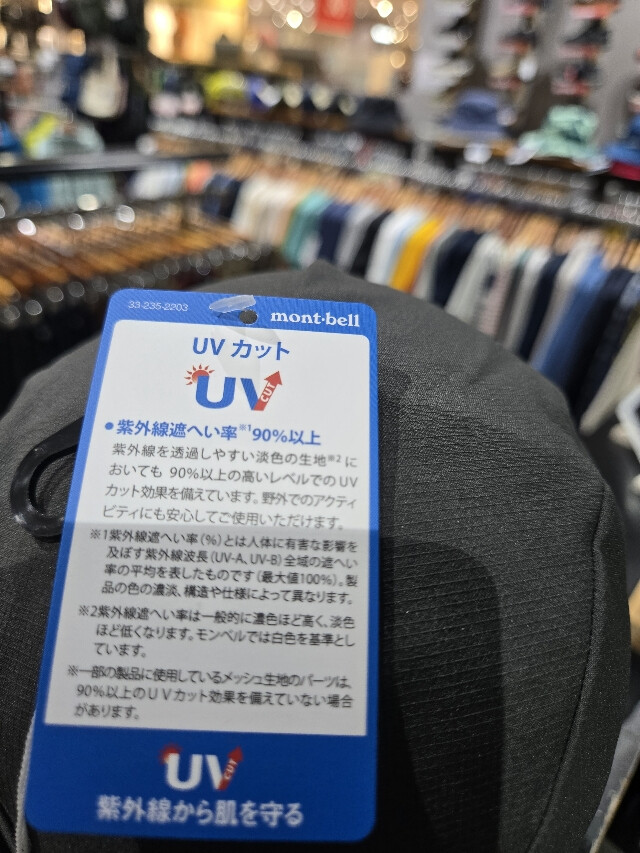 33-235-2203
mont-bell
UV カット
UV CUT
●紫外線遮へい率※1 90%以上
紫外線を透過しやすい淡色の生地※2に
おいても 90%以上の高いレベルでのUV
カット効果を備えています。野外でのアクティ
ビティにも安心してご使用いただけます。
※1紫外線遮へい率(%)とは人体に有害な影響を
及ぼす紫外線波長(UV-A、UV-B)全域の遮へい
率の平均を表したものです(最大値100%)。製
品の色の濃淡、構造や仕様によって異なります。
※2紫外線遮へい率は一般的に濃色ほど高く、淡色
ほど低くなります。モンベルでは白色を基準とし
ています。
※一部の製品に使用しているメッシュ生地のパーツは、
90%以上のUVカット効果を備えていない場合
があります。
UV CUT
紫外線から肌を守る